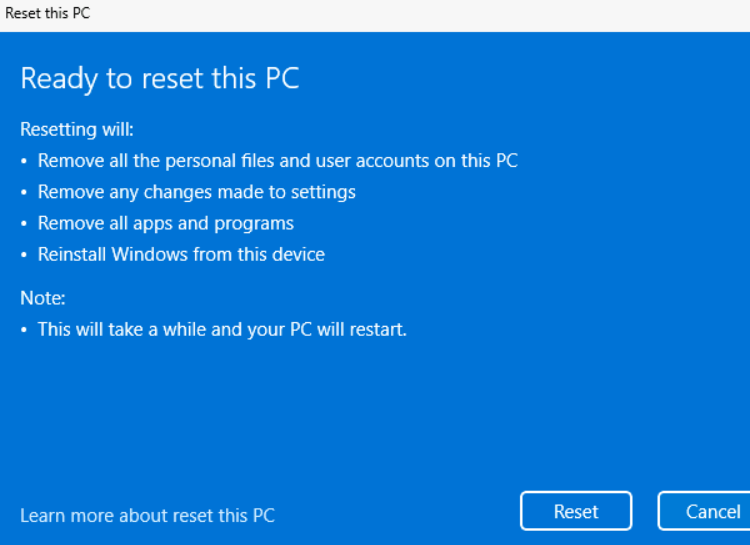 Reset this PC
Ready to reset this PC
Resetting will:
• Remove all the personal files and user accounts on this PC
• Remove any changes made to settings
• Remove all apps and programs
• Reinstall Windows from this device
Note:
• This will take a while and your PC will restart.
Learn more about reset this PC
Reset
Cancel